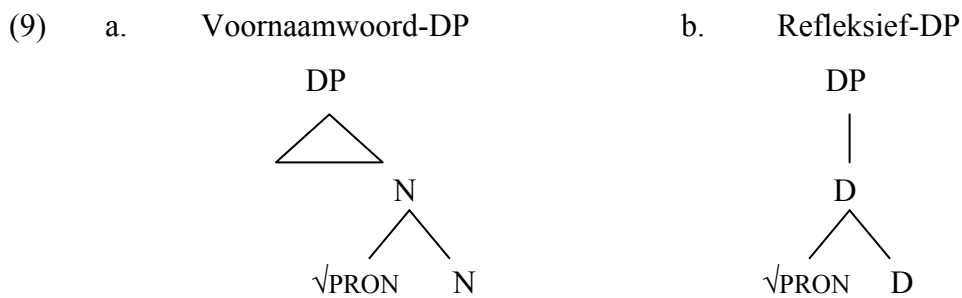 (9) a. Voornaamwoord-DP b. Refleksief-DP
DP DP
N D
√PRON N √PRON D